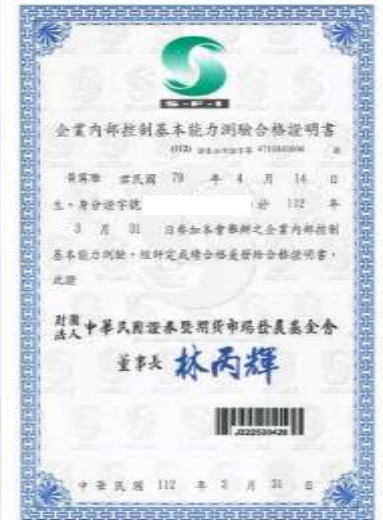 S-F-I
企業內部控制基本能力測驗合格證明書
(112)
君民國 79 年 4 月 14 日
生，身分證字號 於 112 年
3 月 31 日參加本會舉辦之企業內部控制
基本能力測驗，經評定成績合格爰發給合格證明書，
此證
財團法人中華民國證券暨期貨市場發展基金會
董事長 林丙輝
中華民國 112 年 3 月 31 日